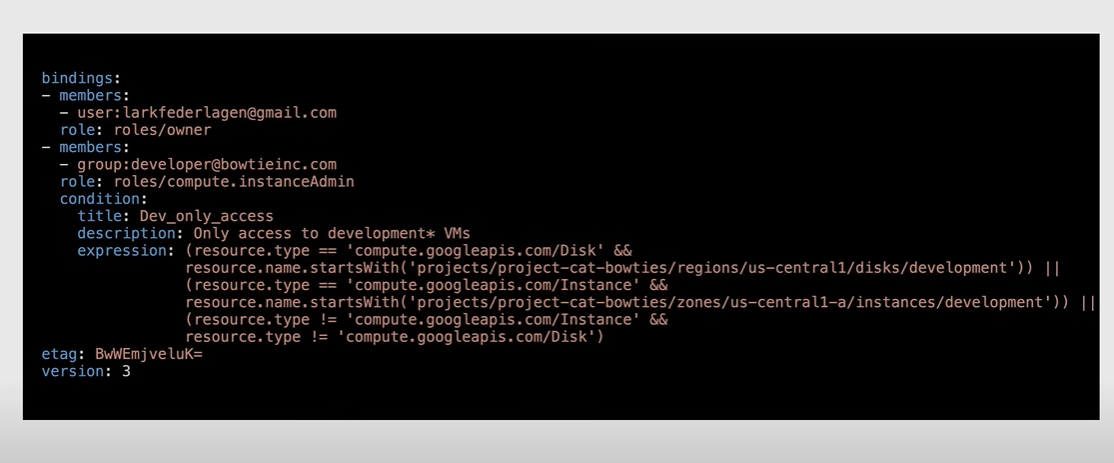 bindings:
- members:
  - user:larkfederlagen@gmail.com
  role: roles/owner
- members:
  - group:developer@bowtieinc.com
  role: roles/compute.instanceAdmin
  condition:
    title: Dev_only_access
    description: Only access to development* VMs
    expression: (resource.type == 'compute.googleapis.com/Disk' &&
                resource.name.startsWith('projects/project-cat-bowties/regions/us-central1/disks/development')) ||
                (resource.type == 'compute.googleapis.com/Instance' &&
                resource.name.startsWith('projects/project-cat-bowties/zones/us-central1-a/instances/development')) ||
                (resource.type != 'compute.googleapis.com/Instance' &&
                resource.type != 'compute.googleapis.com/Disk')
etag: BwWEmjveluK=
version: 3